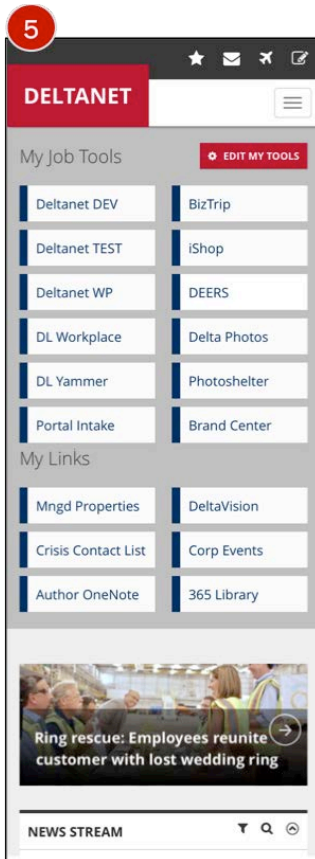 5
DELTANET
My Job Tools
EDIT MY TOOLS
Deltanet DEV
BizTrip
Deltanet TEST
iShop
Deltanet WP
DEERS
DL Workplace
Delta Photos
DL Yammer
Photoshelter
Portal Intake
Brand Center
My Links
Mngd Properties
DeltaVision
Crisis Contact List
Corp Events
Author OneNote
365 Library
Ring rescue: Employees reunite
customer with lost wedding ring
NEWS STREAM